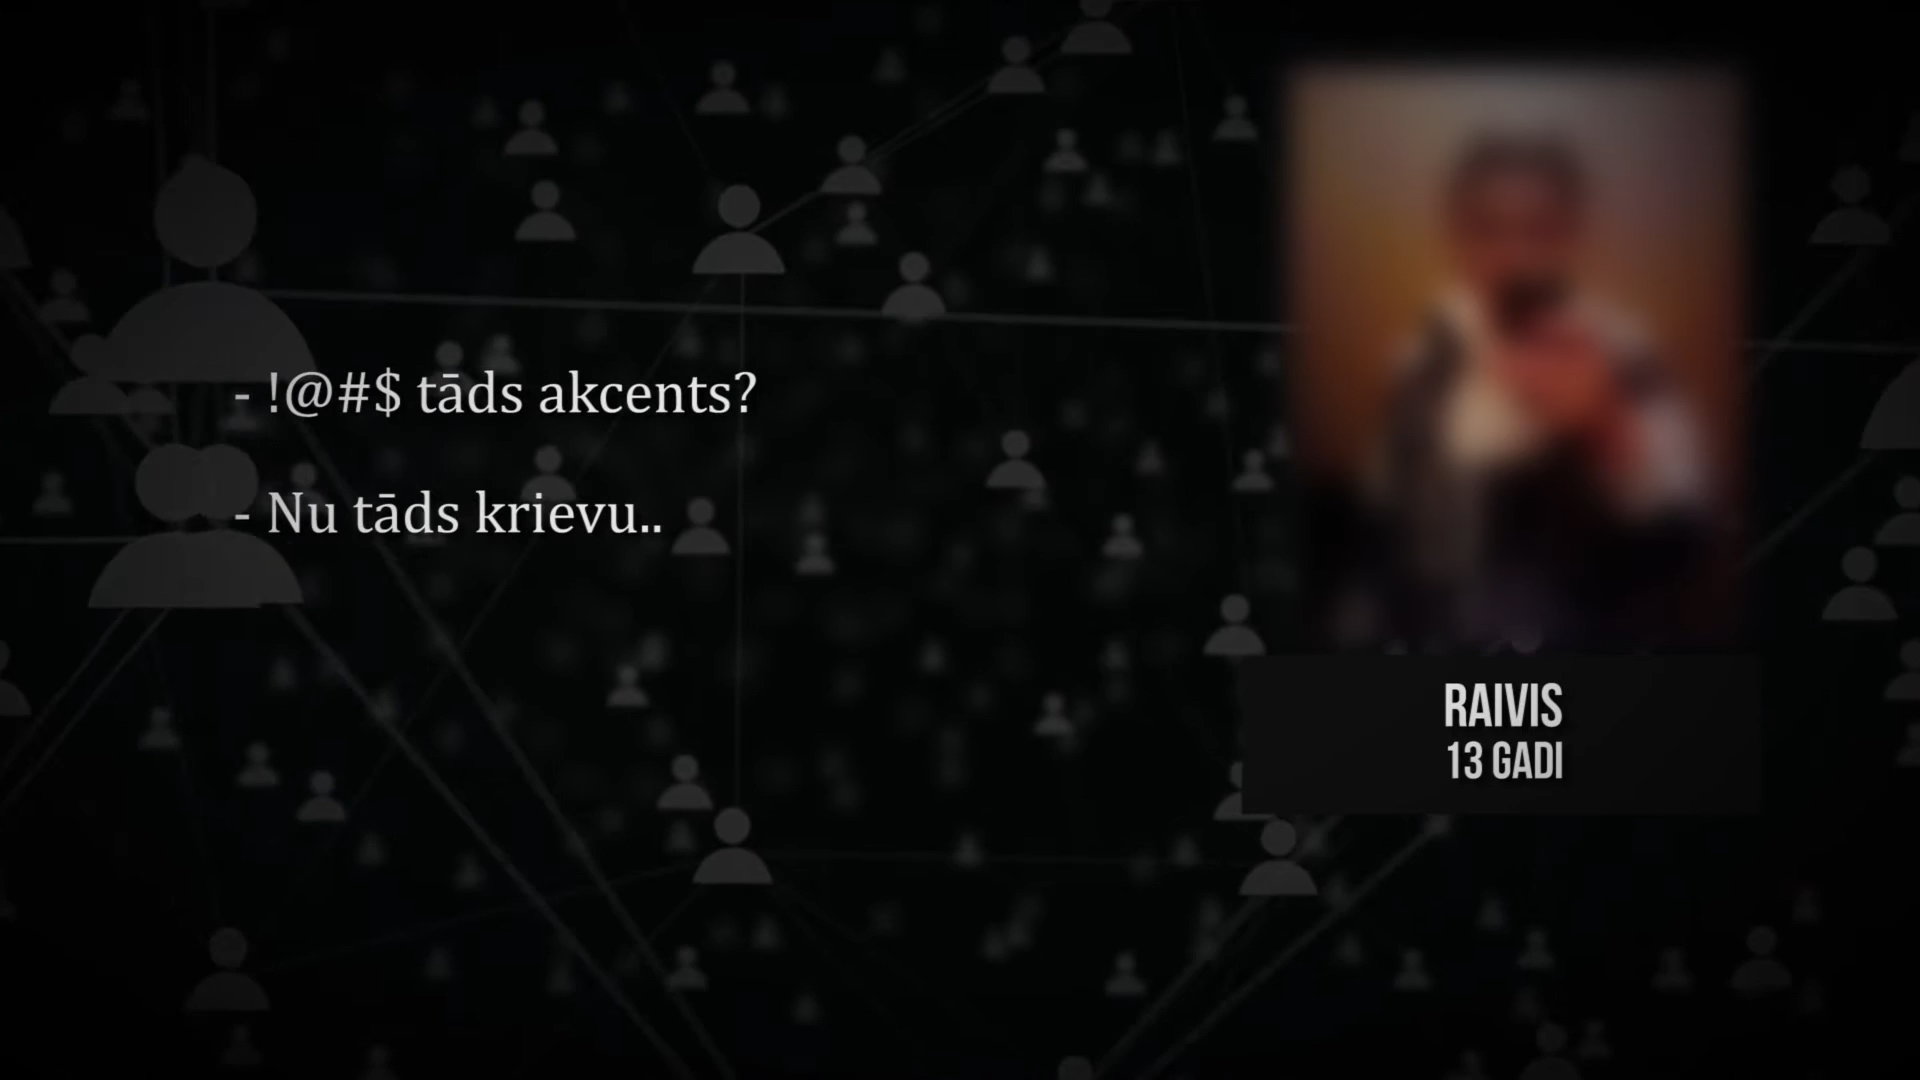 - !@#$ tāds akcents?
- Nu tāds krievu..
RAIVIS
13 GADI